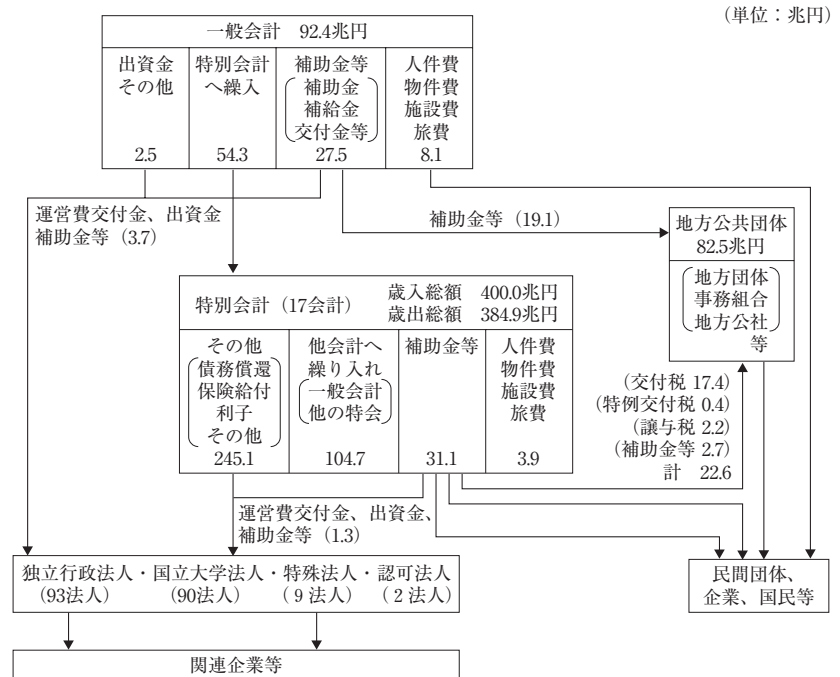 (単位：兆円)
一般会計 92.4兆円
出資金
その他
2.5
特別会計
へ繰入
54.3
補助金等
補助金
補給金
交付金等
27.5
人件費
物件費
施設費
旅費
8.1
運営費交付金、出資金
補助金等 (3.7)
補助金等 (19.1)
地方公共団体
82.5兆円
地方団体
事務組合
地方公社
等
特別会計 (17会計)
歳入総額 400.0兆円
歳出総額 384.9兆円
その他
債務償還
保険給付
利子
その他
245.1
他会計へ
繰り入れ
一般会計
他の特会
104.7
補助金等
31.1
人件費
物件費
施設費
旅費
3.9
(交付税 17.4)
(特例交付税 0.4)
(譲与税 2.2)
(補助金等 2.7)
計 22.6
運営費交付金、出資金、
補助金等 (1.3)
独立行政法人・国立大学法人・特殊法人・認可法人
(93法人) (90法人) (9法人) (2法人)
民間団体、
企業、国民等
関連企業等